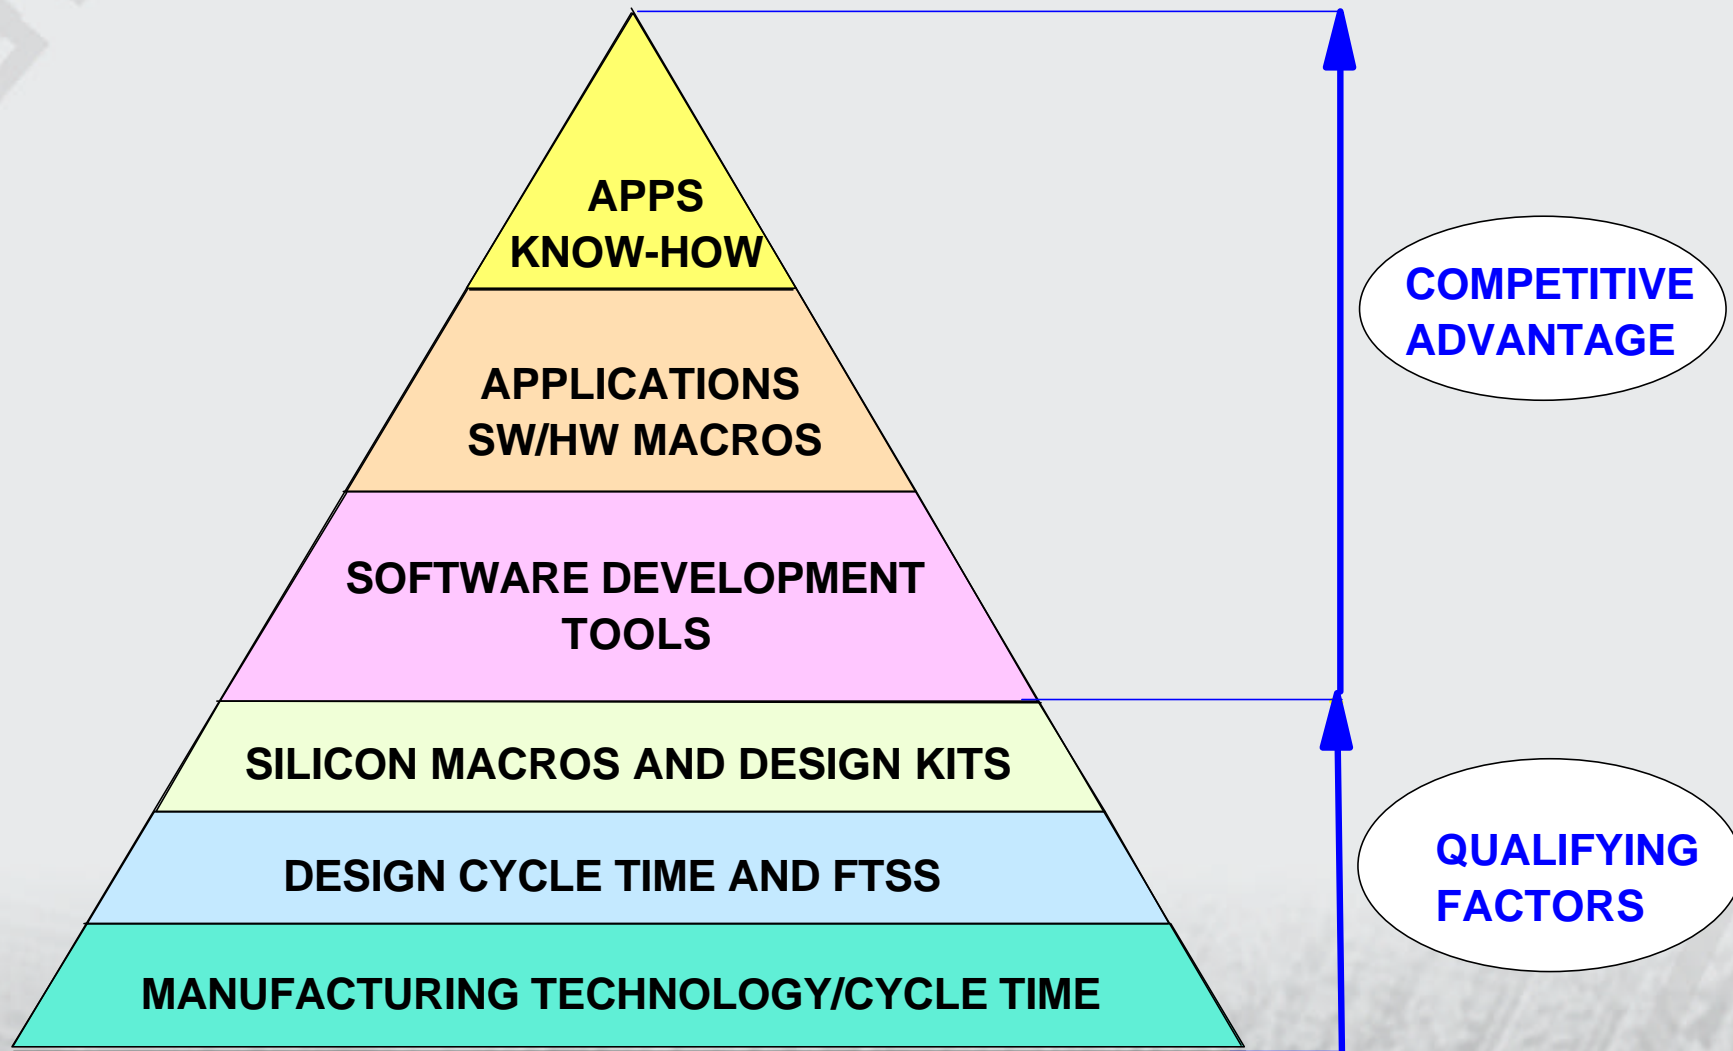 APPS
KNOW-HOW
APPLICATIONS
SW/HW MACROS
SOFTWARE DEVELOPMENT
TOOLS
SILICON MACROS AND DESIGN KITS
DESIGN CYCLE TIME AND FTSS
MANUFACTURING TECHNOLOGY/CYCLE TIME
COMPETITIVE
ADVANTAGE
QUALIFYING
FACTORS